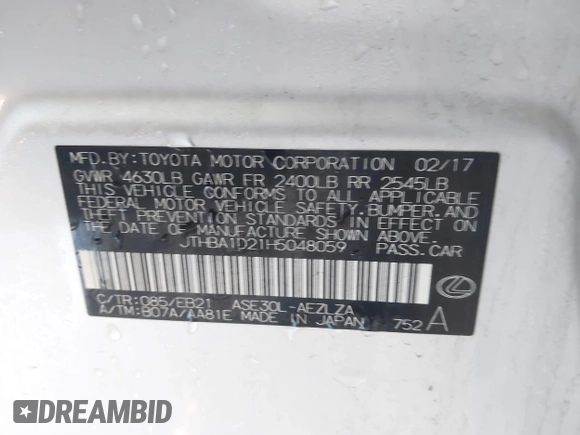 MFD.BY:TOYOTA MOTOR CORPORATION 02/17
GVWR 4630LB GAWR FR 2400LB RR 2545LB
THIS VEHICLE CONFORMS TO ALL APPLICABLE
FEDERAL MOTOR VEHICLE SAFETY,BUMPER,AND
THEFT PREVENTION STANDARDS IN EFFECT ON
THE DATE OF MANUFACTURE SHOWN ABOVE.
JTHBA1D21H5048059 PASS.CAR
C/TR:085/EB21 ASE30L-AEZLZA
A/TM:B07A/AA81E MADE IN JAPAN 752 A
DREAMBID